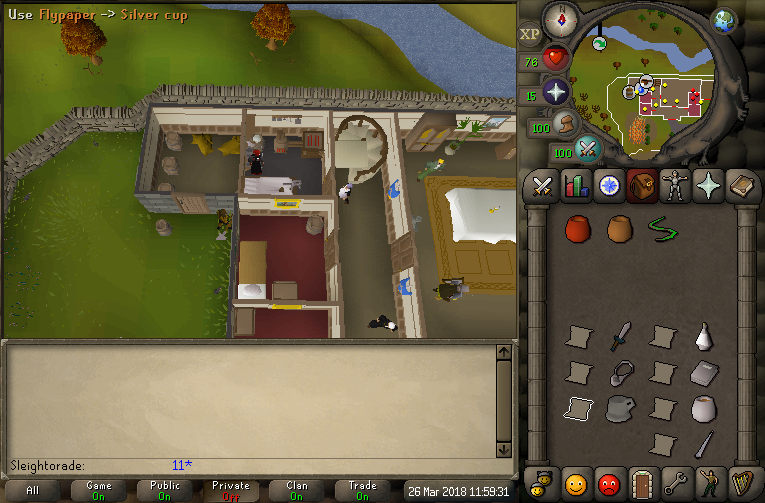 Use Flypaper -> Silver cup
XP
76
15
100
100
Sleightorade: 11*
All
Game
On
Public
On
Private
Off
Clan
On
Trade
On
26 Mar 2018 11:59:31